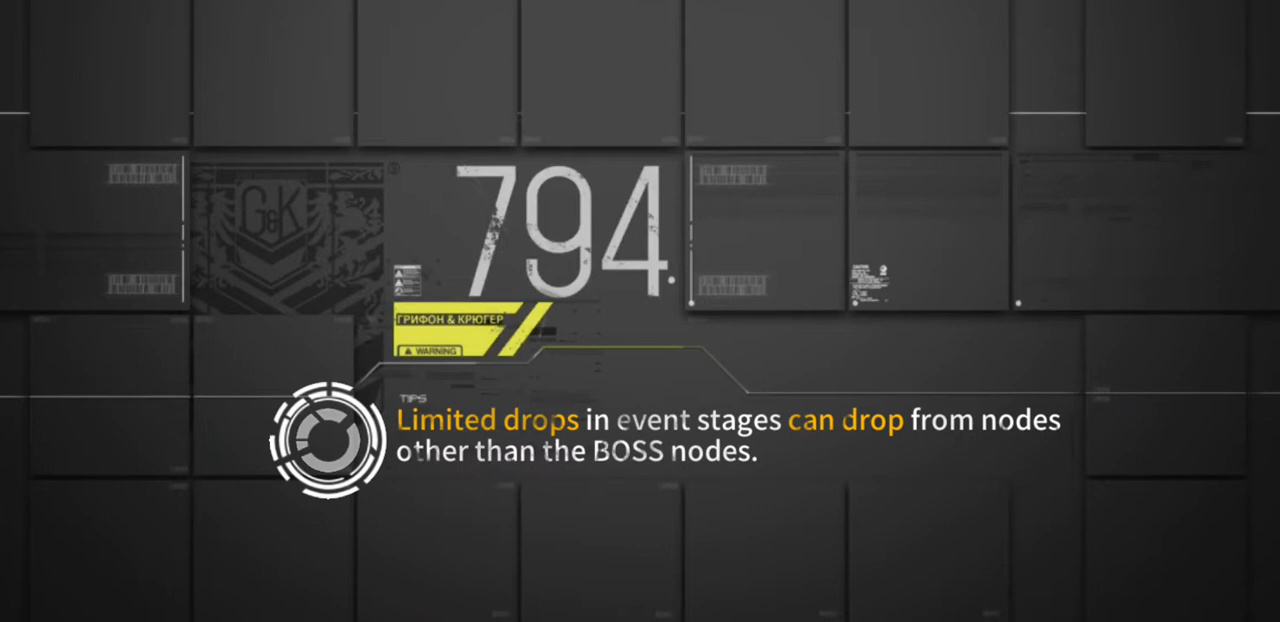 G&K
794.
ГРИФОН & КРЮГЕР
WARNING
TIPS
Limited drops in event stages can drop from nodes
other than the BOSS nodes.